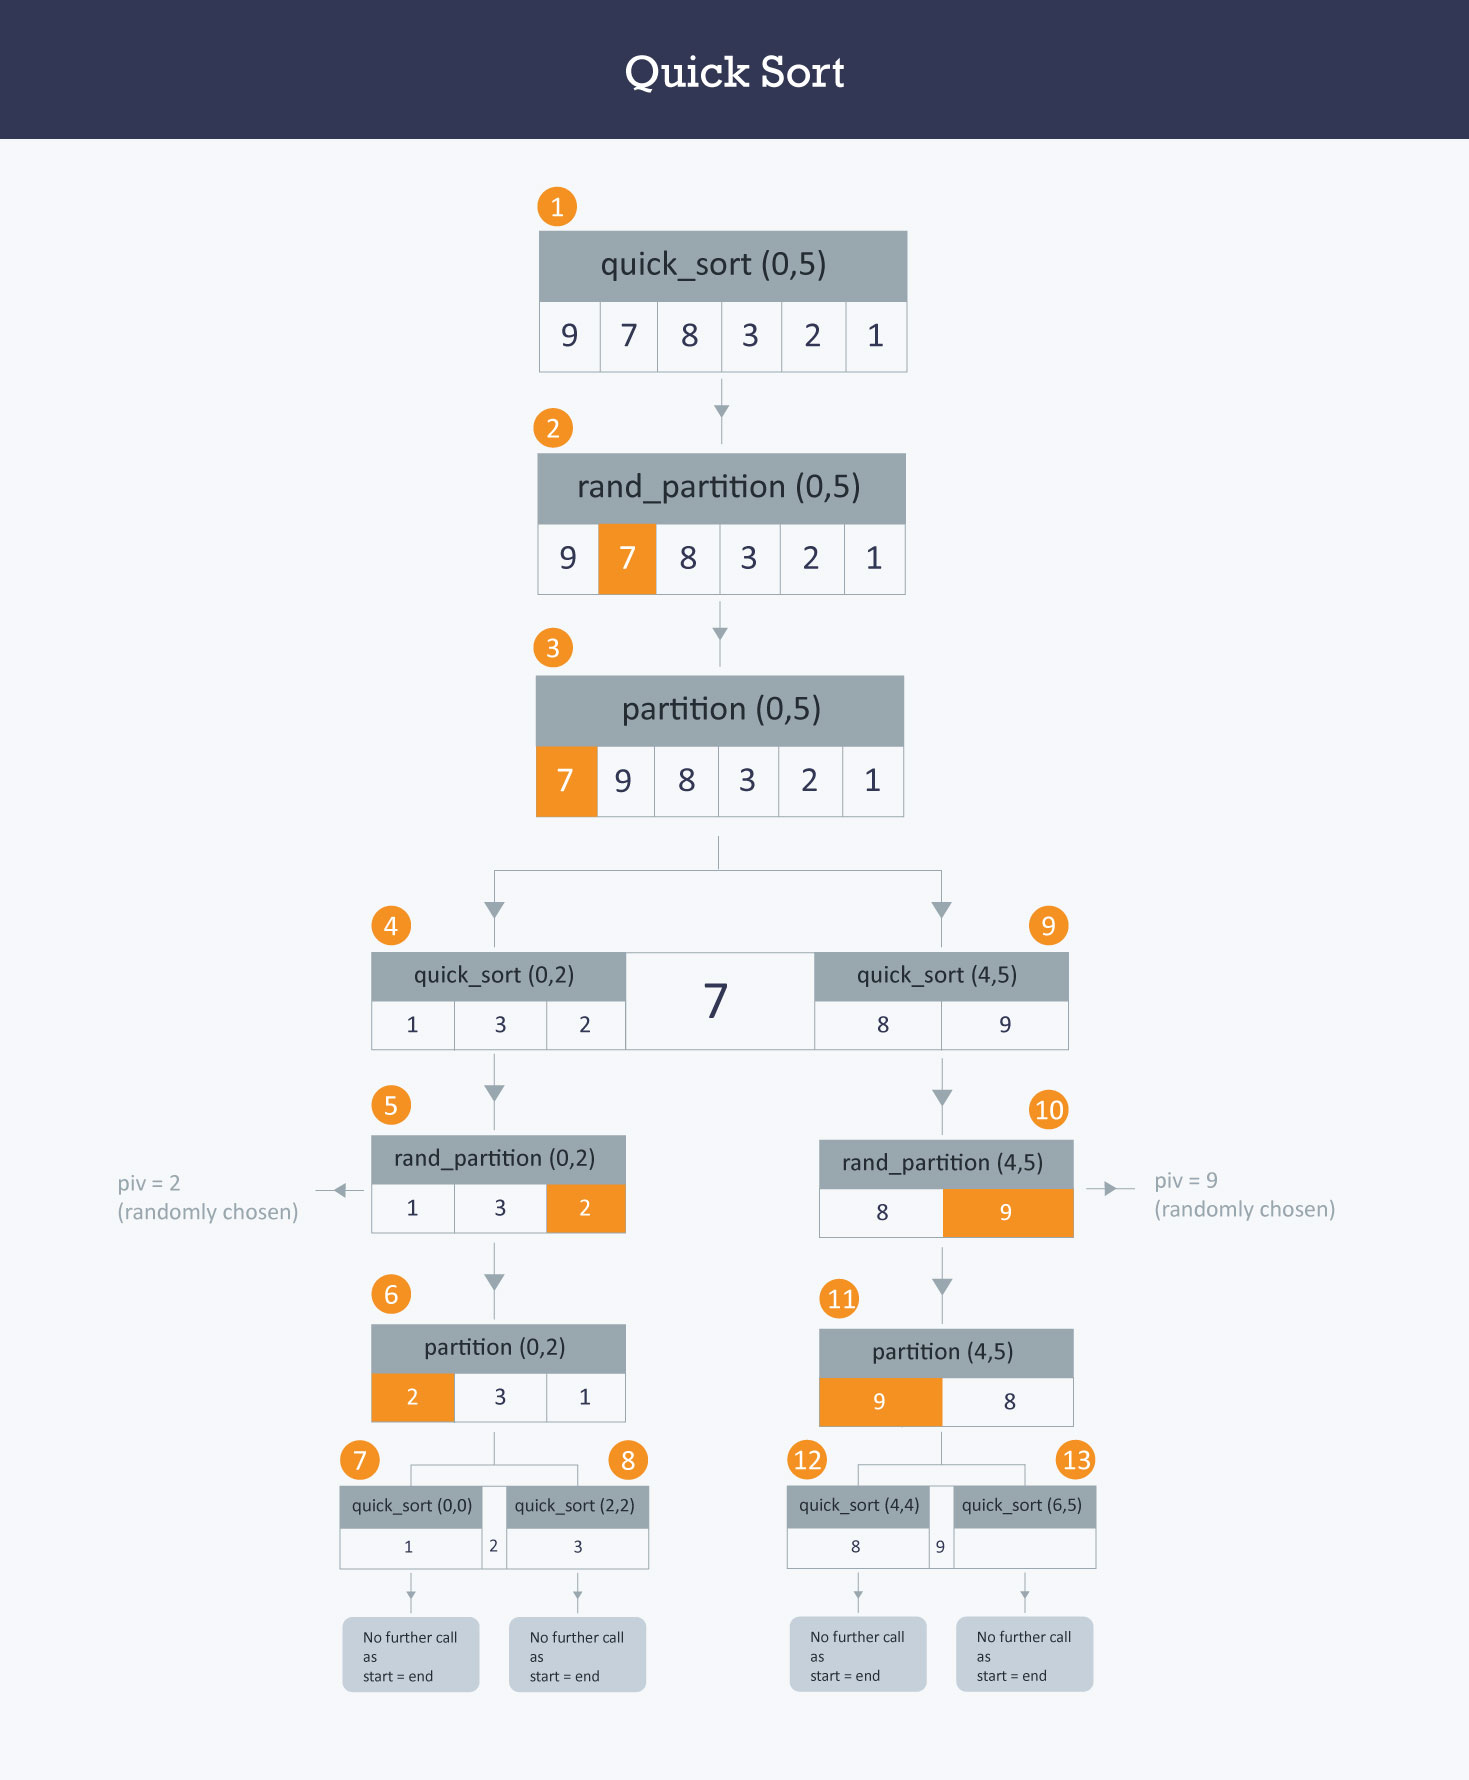 Quick Sort
1
quick_sort (0,5)
9 7 8 3 2 1
2
rand_partition (0,5)
9 7 8 3 2 1
3
partition (0,5)
7 9 8 3 2 1
4
quick_sort (0,2)
1 3 2
7
9
quick_sort (4,5)
8 9
5
rand_partition (0,2)
1 3 2
piv = 2
(randomly chosen)
10
rand_partition (4,5)
8 9
piv = 9
(randomly chosen)
6
partition (0,2)
2 3 1
11
partition (4,5)
9 8
7
quick_sort (0,0)
1
2
8
quick_sort (2,2)
3
12
quick_sort (4,4)
8
9
13
quick_sort (6,5)
No further call
as
start = end
No further call
as
start = end
No further call
as
start = end
No further call
as
start = end